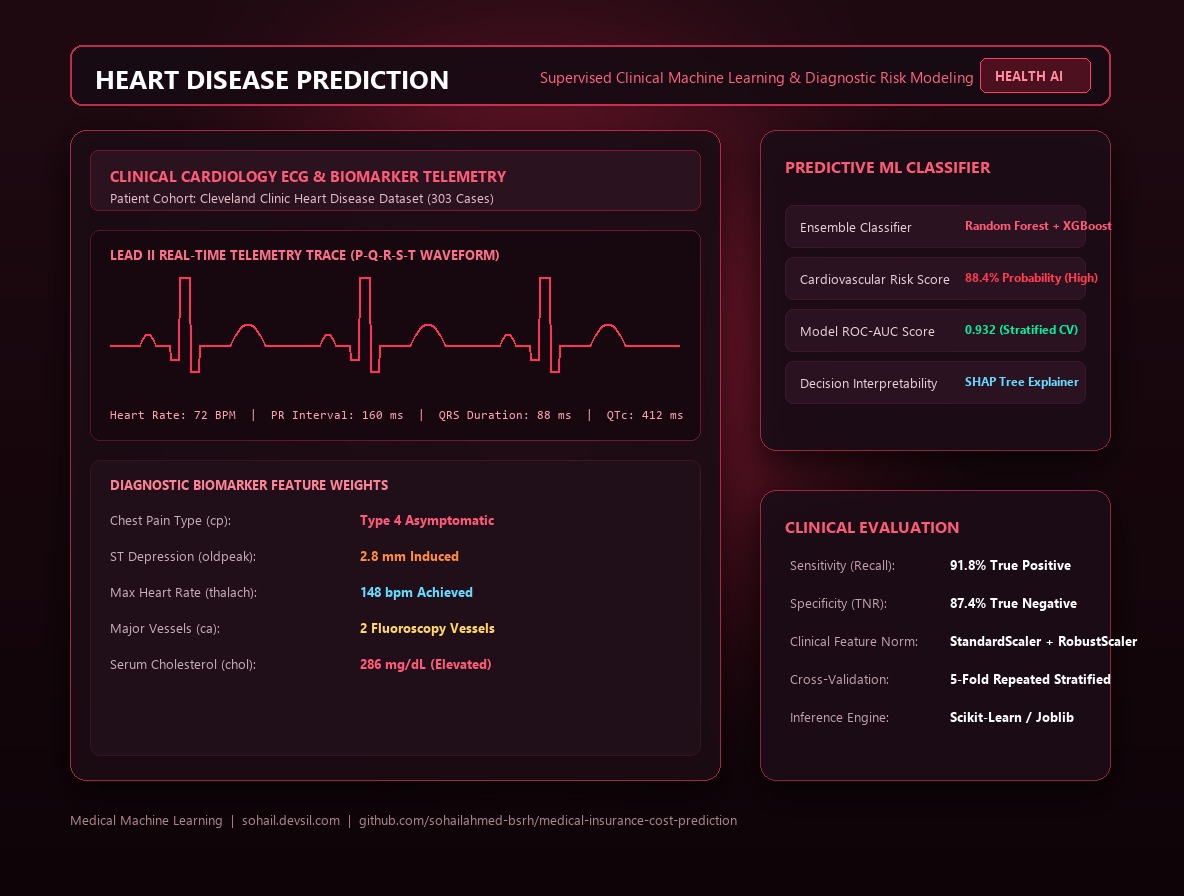 HEART DISEASE PREDICTION
Supervised Clinical Machine Learning & Diagnostic Risk Modeling
HEALTH AI
CLINICAL CARDIOLOGY ECG & BIOMARKER TELEMETRY
Patient Cohort: Cleveland Clinic Heart Disease Dataset (303 Cases)
LEAD II REAL-TIME TELEMETRY TRACE (P-Q-R-S-T WAVEFORM)
Heart Rate: 72 BPM | PR Interval: 160 ms | QRS Duration: 88 ms | QTc: 412 ms
DIAGNOSTIC BIOMARKER FEATURE WEIGHTS
Chest Pain Type (cp): Type 4 Asymptomatic
ST Depression (oldpeak): 2.8 mm Induced
Max Heart Rate (thalach): 148 bpm Achieved
Major Vessels (ca): 2 Fluoroscopy Vessels
Serum Cholesterol (chol): 286 mg/dL (Elevated)
PREDICTIVE ML CLASSIFIER
Ensemble Classifier Random Forest + XGBoost
Cardiovascular Risk Score 88.4% Probability (High)
Model ROC-AUC Score 0.932 (Stratified CV)
Decision Interpretability SHAP Tree Explainer
CLINICAL EVALUATION
Sensitivity (Recall): 91.8% True Positive
Specificity (TNR): 87.4% True Negative
Clinical Feature Norm: StandardScaler + RobustScaler
Cross-Validation: 5-Fold Repeated Stratified
Inference Engine: Scikit-Learn / Joblib
Medical Machine Learning | sohail.devsil.com | github.com/sohailahmed-bsrh/medical-insurance-cost-prediction